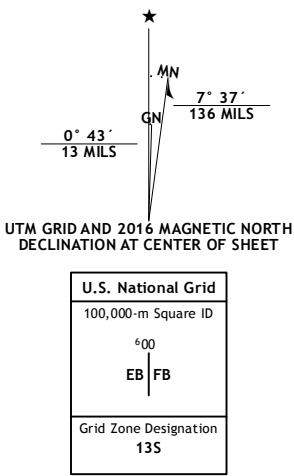 ★
MN
7° 37´
136 MILS
GN
0° 43´
13 MILS
UTM GRID AND 2016 MAGNETIC NORTH
DECLINATION AT CENTER OF SHEET
U.S. National Grid
100,000-m Square ID
⁶00
EB FB
Grid Zone Designation
13S